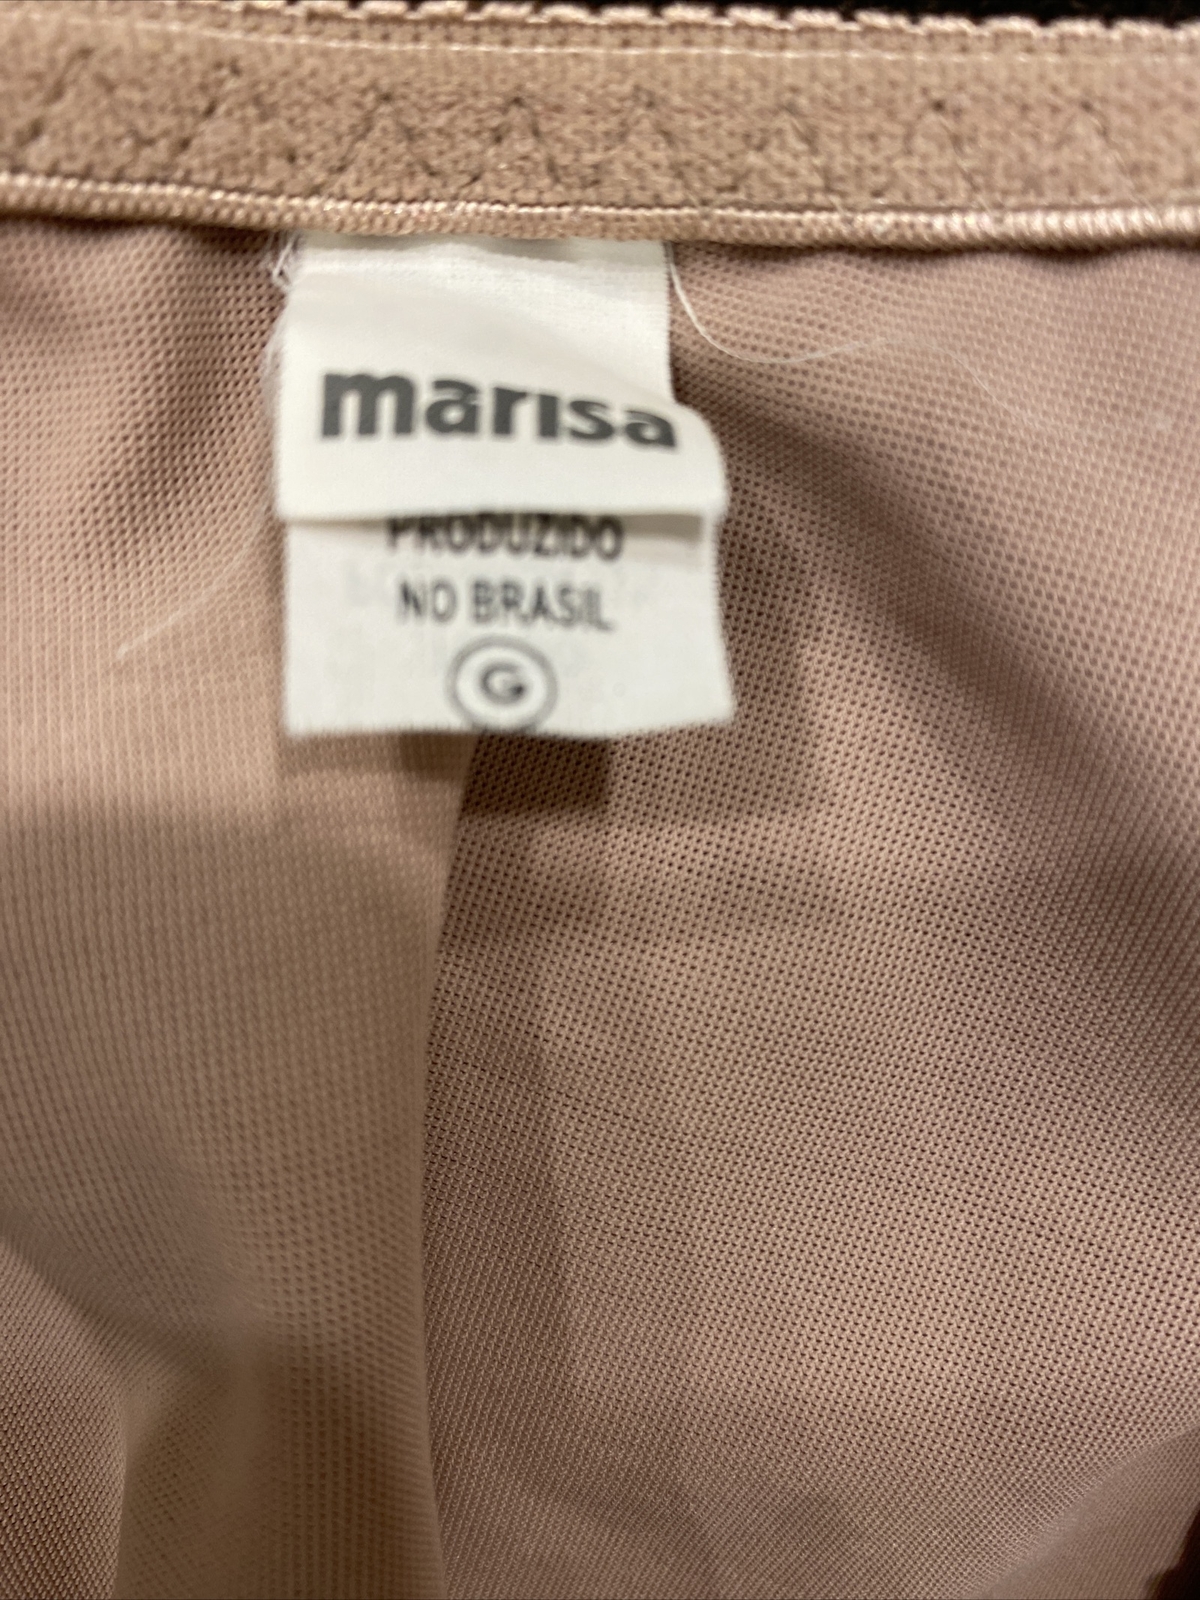 marisa
PRODUZIDO
NO BRASIL
G